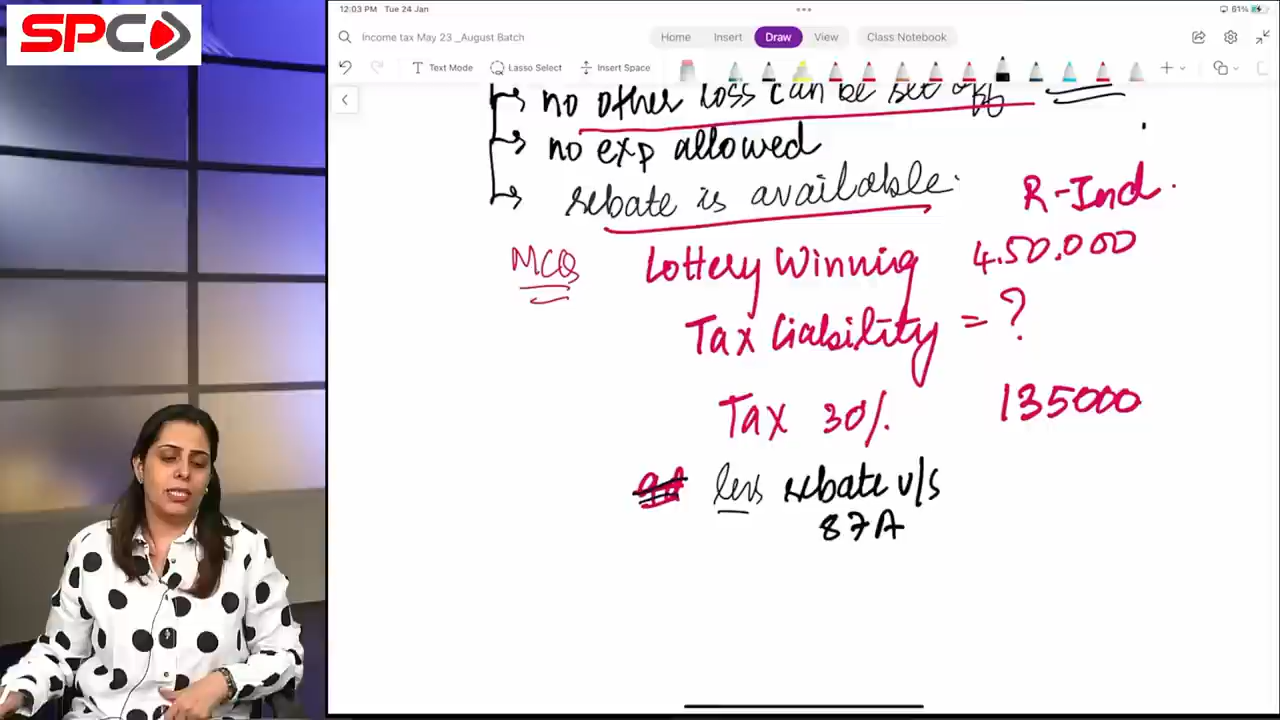 SPC
12:03 PM Tue 24 Jan
61%
Income tax May 23 _August Batch
Home Insert Draw View Class Notebook
Text Mode Lasso Select Insert Space
no other loss can be set off
no exp allowed
rebate is available.
R-Ind.
MCQ Lottery Winning 4,50,000
Tax liability = ?
Tax 30% 135000
less rebate u/s
87A